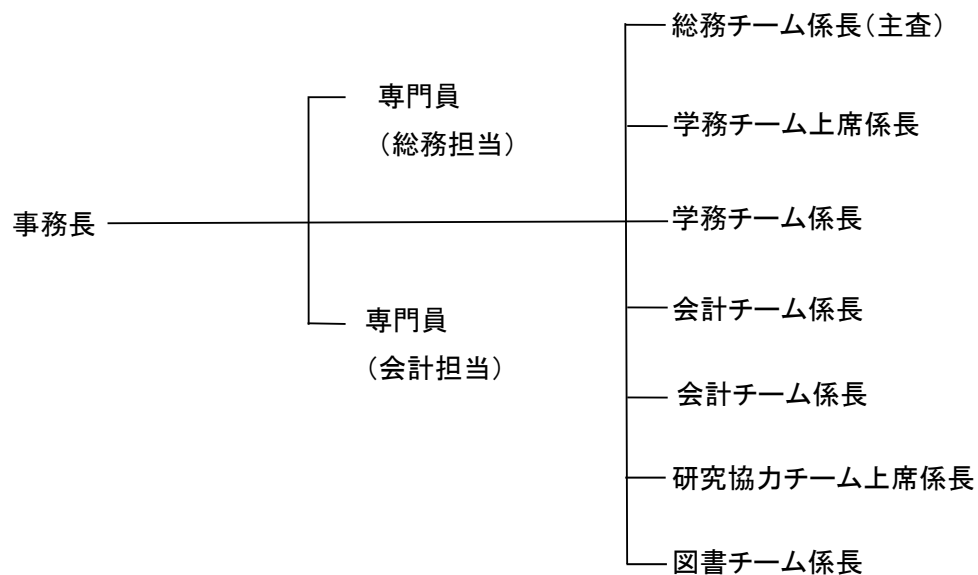 総務チーム係長（主査）
専門員
（総務担当）
学務チーム上席係長
事務長
学務チーム係長
専門員
（会計担当）
会計チーム係長
会計チーム係長
研究協力チーム上席係長
図書チーム係長